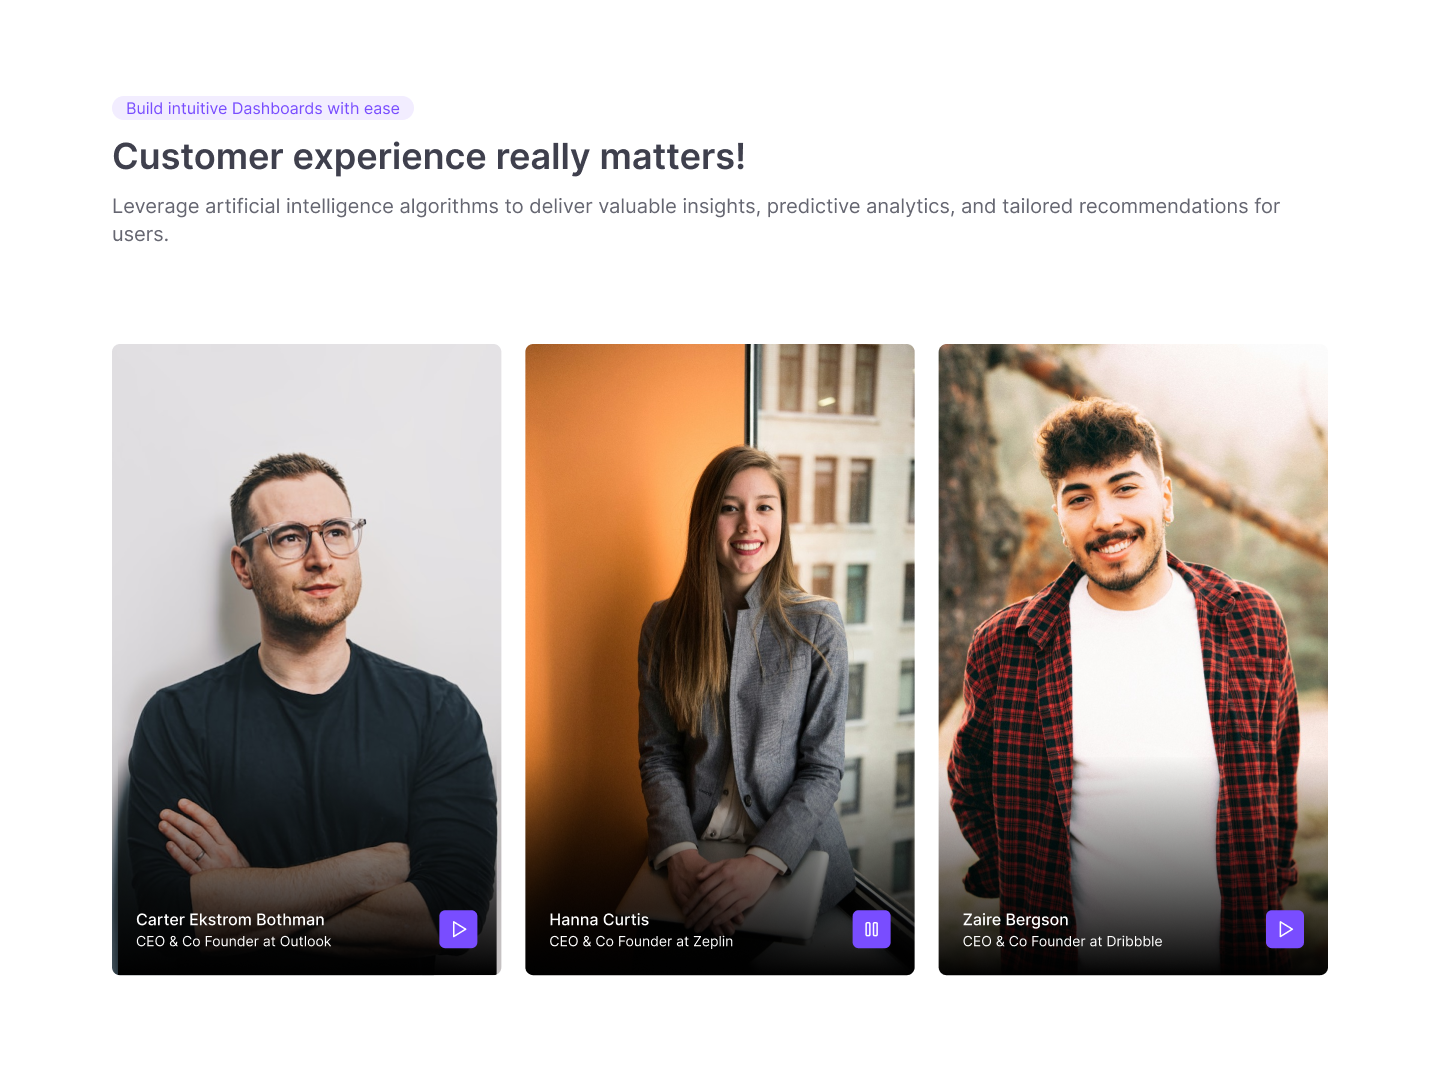 Build intuitive Dashboards with ease
Customer experience really matters!
Leverage artificial intelligence algorithms to deliver valuable insights, predictive analytics, and tailored recommendations for
users.
Carter Ekstrom Bothman
CEO & Co Founder at Outlook
Hanna Curtis
CEO & Co Founder at Zeplin
Zaire Bergson
CEO & Co Founder at Dribbble